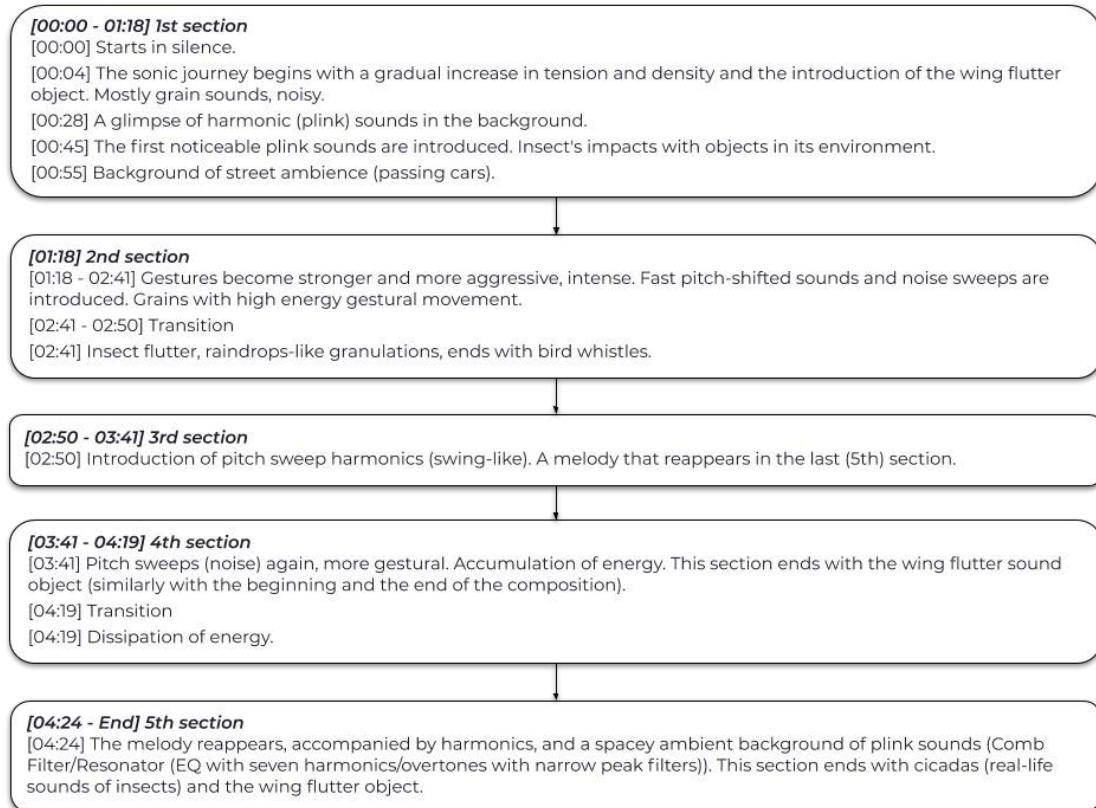 [00:00 - 01:18] 1st section
[00:00] Starts in silence.
[00:04] The sonic journey begins with a gradual increase in tension and density and the introduction of the wing flutter
object. Mostly grain sounds, noisy.
[00:28] A glimpse of harmonic (plink) sounds in the background.
[00:45] The first noticeable plink sounds are introduced. Insect's impacts with objects in its environment.
[00:55] Background of street ambience (passing cars).
[01:18] 2nd section
[01:18 - 02:41] Gestures become stronger and more aggressive, intense. Fast pitch-shifted sounds and noise sweeps are
introduced. Grains with high energy gestural movement.
[02:41 - 02:50] Transition
[02:41] Insect flutter, raindrops-like granulations, ends with bird whistles.
[02:50 - 03:41] 3rd section
[02:50] Introduction of pitch sweep harmonics (swing-like). A melody that reappears in the last (5th) section.
[03:41 - 04:19] 4th section
[03:41] Pitch sweeps (noise) again, more gestural. Accumulation of energy. This section ends with the wing flutter sound
object (similarly with the beginning and the end of the composition).
[04:19] Transition
[04:19] Dissipation of energy.
[04:24 - End] 5th section
[04:24] The melody reappears, accompanied by harmonics, and a spacey ambient background of plink sounds (Comb
Filter/Resonator (EQ with seven harmonics/overtones with narrow peak filters)). This section ends with cicadas (real-life
sounds of insects) and the wing flutter object.